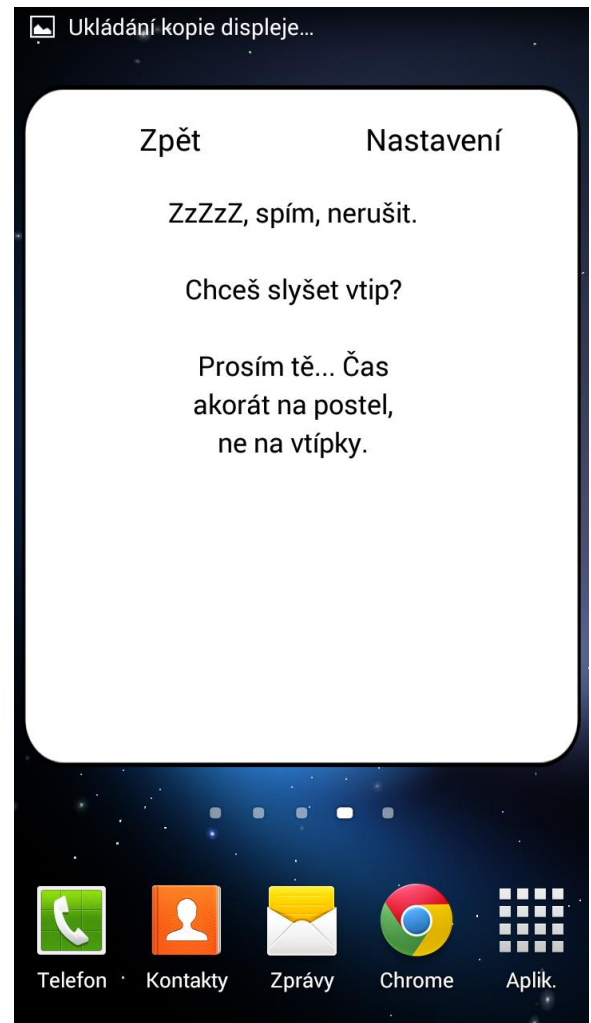 Ukládání kopie displeje...
Zpět Nastavení
ZzZzZ, spím, nerušit.
Chceš slyšet vtip?
Prosím tě... Čas
akorát na postel,
ne na vtípky.
Telefon Kontakty Zprávy Chrome Aplik.